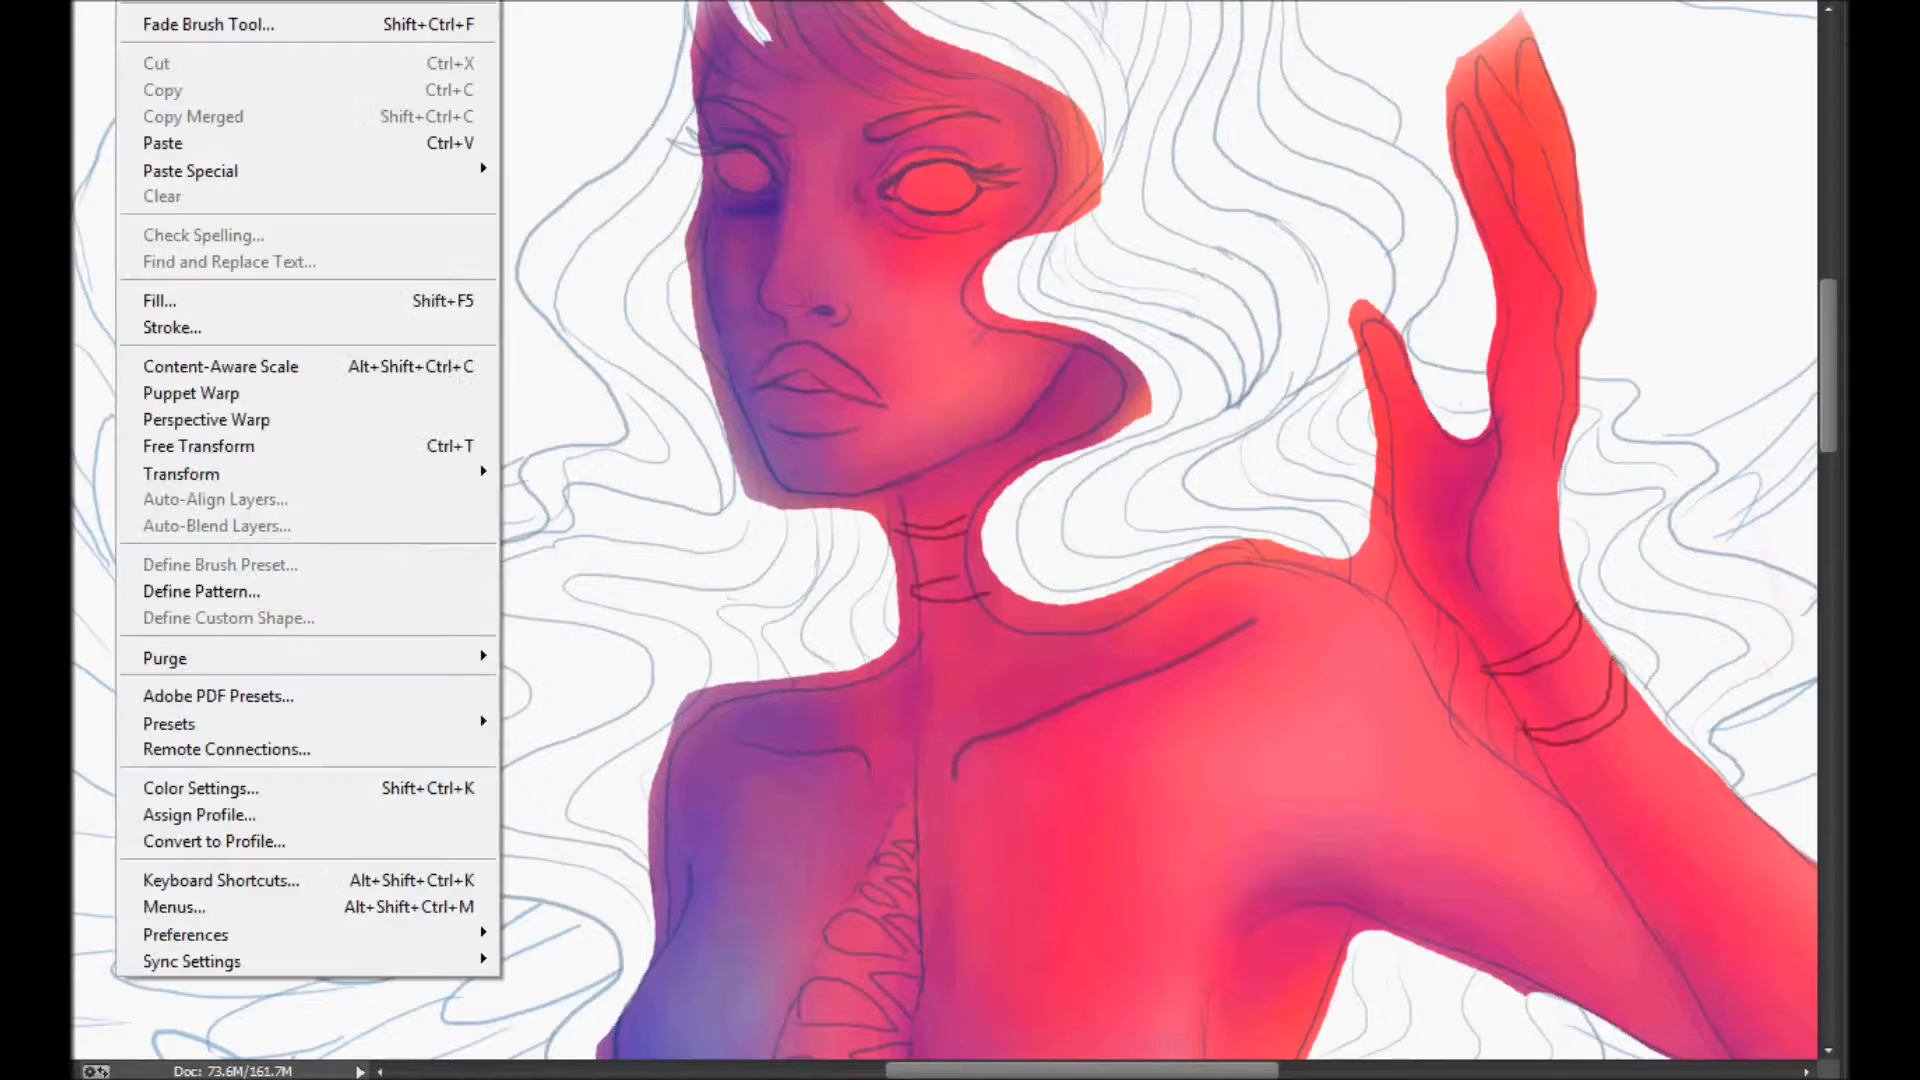 Fade Brush Tool... Shift+Ctrl+F
Cut Ctrl+X
Copy Ctrl+C
Copy Merged Shift+Ctrl+C
Paste Ctrl+V
Paste Special
Clear
Check Spelling...
Find and Replace Text...
Fill... Shift+F5
Stroke...
Content-Aware Scale Alt+Shift+Ctrl+C
Puppet Warp
Perspective Warp
Free Transform Ctrl+T
Transform
Auto-Align Layers...
Auto-Blend Layers...
Define Brush Preset...
Define Pattern...
Define Custom Shape...
Purge
Adobe PDF Presets...
Presets
Remote Connections...
Color Settings... Shift+Ctrl+K
Assign Profile...
Convert to Profile...
Keyboard Shortcuts... Alt+Shift+Ctrl+K
Menus... Alt+Shift+Ctrl+M
Preferences
Sync Settings
Doc: 73.6M/161.7M